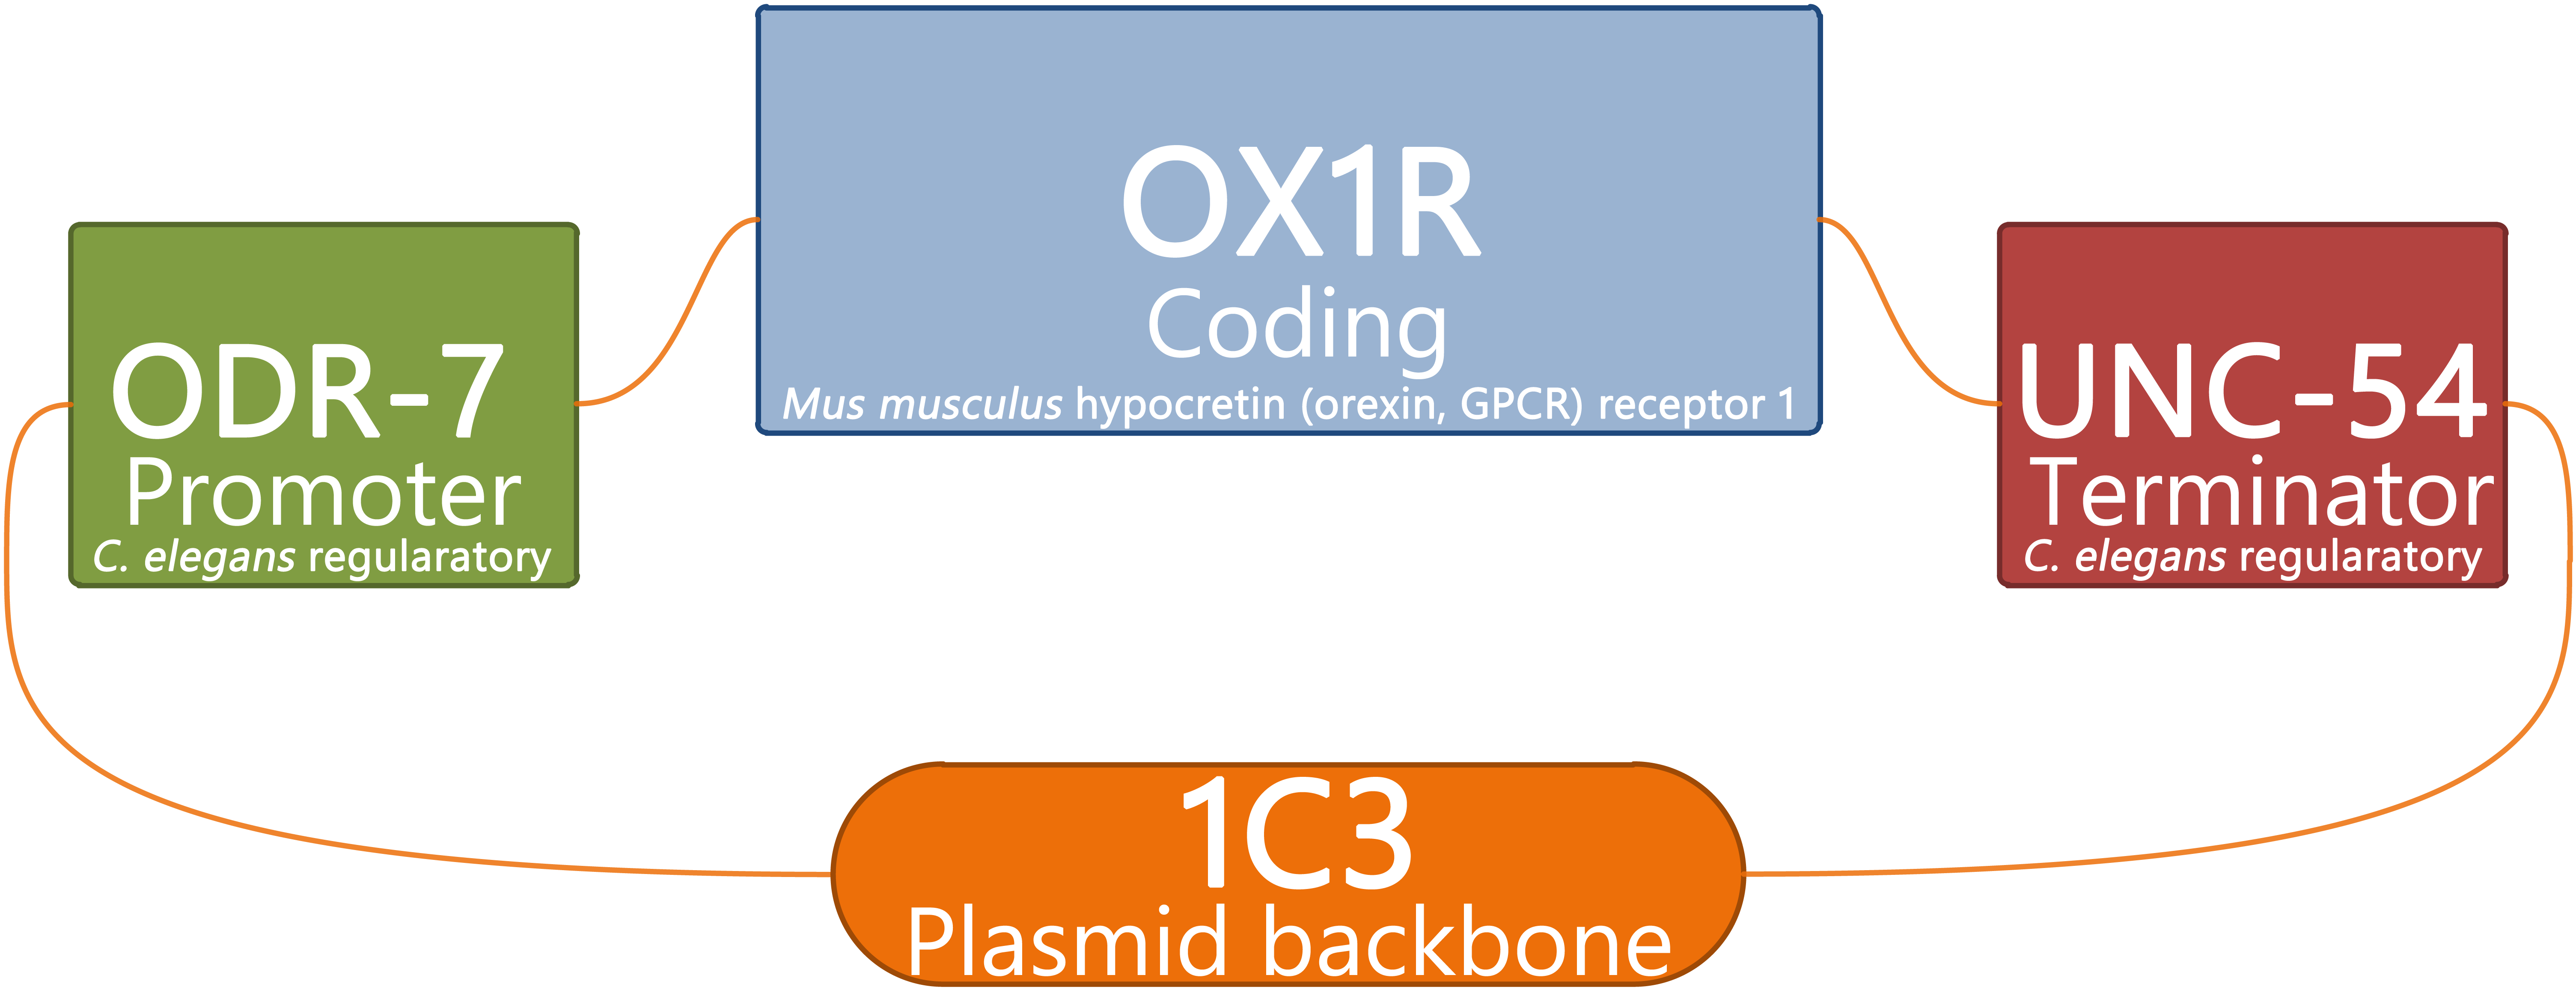 OX1R
Coding
Mus musculus hypocretin (orexin, GPCR) receptor 1
ODR-7
Promoter
C. elegans regularatory
UNC-54
Terminator
C. elegans regularatory
1C3
Plasmid backbone